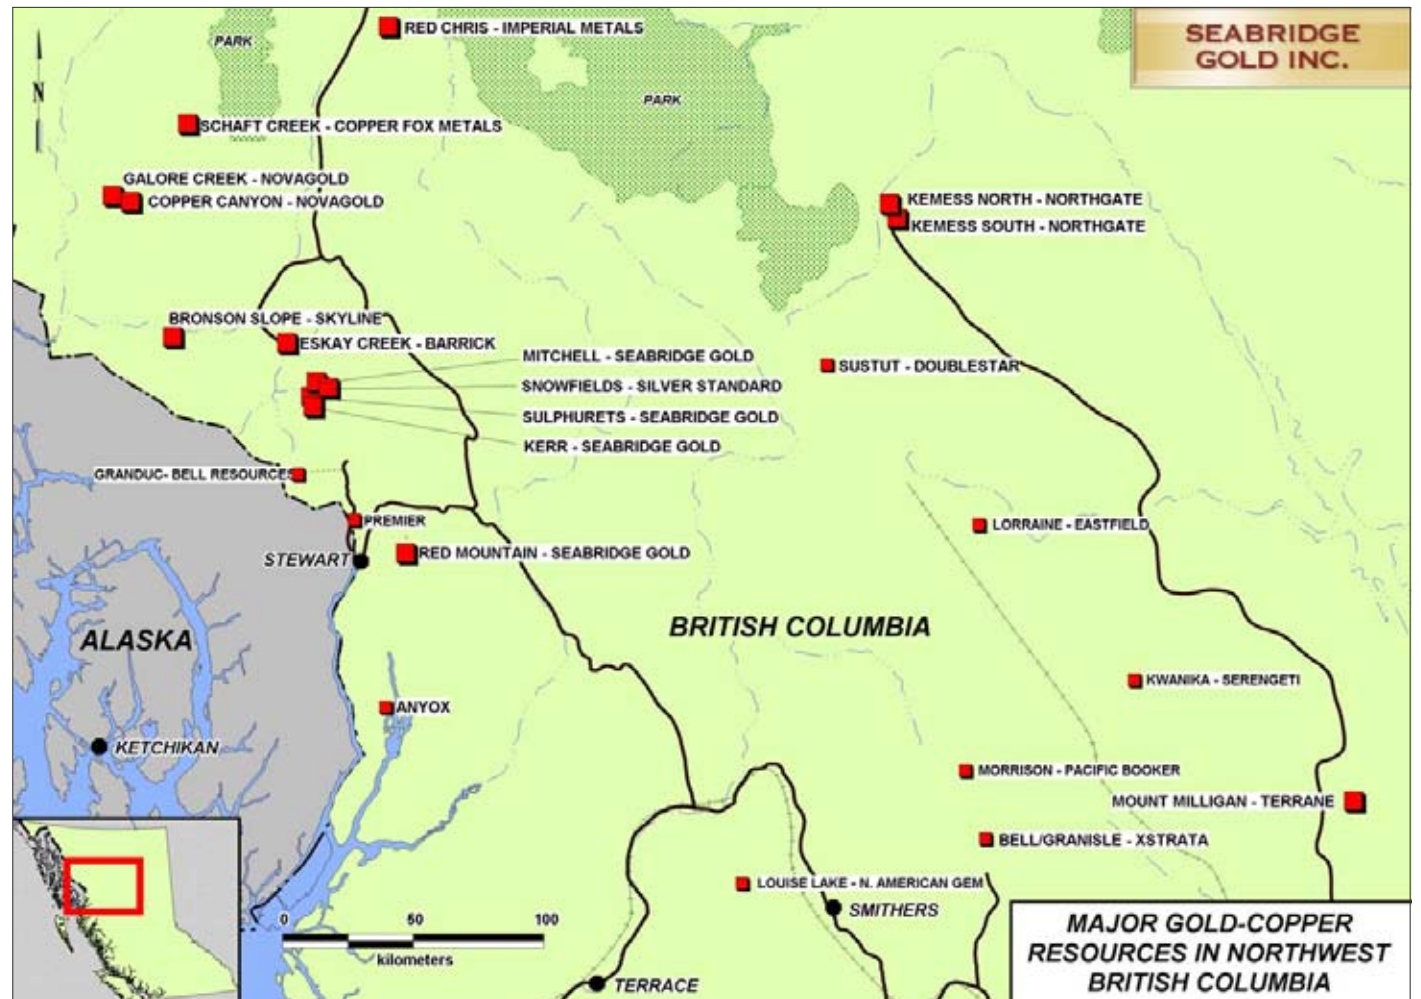 RED CHRIS - IMPERIAL METALS
SEABRIDGE
GOLD INC.
PARK
N
PARK
SCHAFT CREEK - COPPER FOX METALS
GALORE CREEK - NOVAGOLD
COPPER CANYON - NOVAGOLD
KEMESS NORTH - NORTHGATE
KEMESS SOUTH - NORTHGATE
BRONSON SLOPE - SKYLINE
ESKAY CREEK - BARRICK
MITCHELL - SEABRIDGE GOLD
SNOWFIELDS - SILVER STANDARD
SULPHURETS - SEABRIDGE GOLD
KERR - SEABRIDGE GOLD
SUSTUT - DOUBLESTAR
GRANDUC- BELL RESOURCES
PREMIER
LORRAINE - EASTFIELD
STEWART
RED MOUNTAIN - SEABRIDGE GOLD
ALASKA
BRITISH COLUMBIA
KWANIKA - SERENGETI
ANYOX
KETCHIKAN
MORRISON - PACIFIC BOOKER
MOUNT MILLIGAN - TERRANE
BELL/GRANISLE - XSTRATA
LOUISE LAKE - N. AMERICAN GEM
SMITHERS
0 50 100
kilometers
TERRACE
MAJOR GOLD-COPPER
RESOURCES IN NORTHWEST
BRITISH COLUMBIA